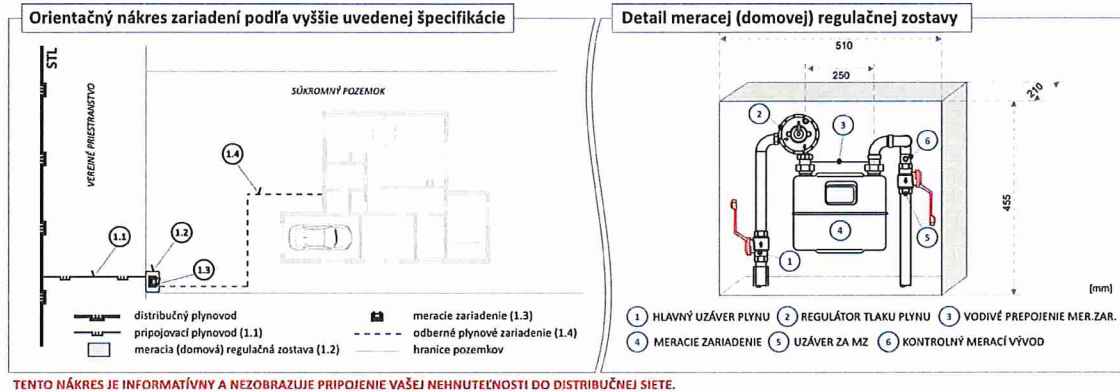 Orientačný nákres zariadení podľa vyššie uvedenej špecifikácie
STL
VEREJNÉ PRIESTRANSTVO
SÚKROMNÝ POZEMOK
1.4
1.1
1.2
1.3
distribučný plynovod
pripojovací plynovod (1.1)
meracia (domová) regulačná zostava (1.2)
meracie zariadenie (1.3)
odberné plynové zariadenie (1.4)
hranice pozemkov
Detail meracej (domovej) regulačnej zostavy
510
250
210
455
2
3
6
4
5
1
[mm]
1 HLAVNÝ UZÁVER PLYNU 2 REGULÁTOR TLAKU PLYNU 3 VODIVÉ PREPOJENIE MER.ZAR.
4 MERACIE ZARIADENIE 5 UZÁVER ZA MZ 6 KONTROLNÝ MERACÍ VÝVOD
TENTO NÁKRES JE INFORMATÍVNY A NEZOBRAZUJE PRIPOJENIE VAŠEJ NEHNUTEĽNOSTI DO DISTRIBUČNEJ SIETE.